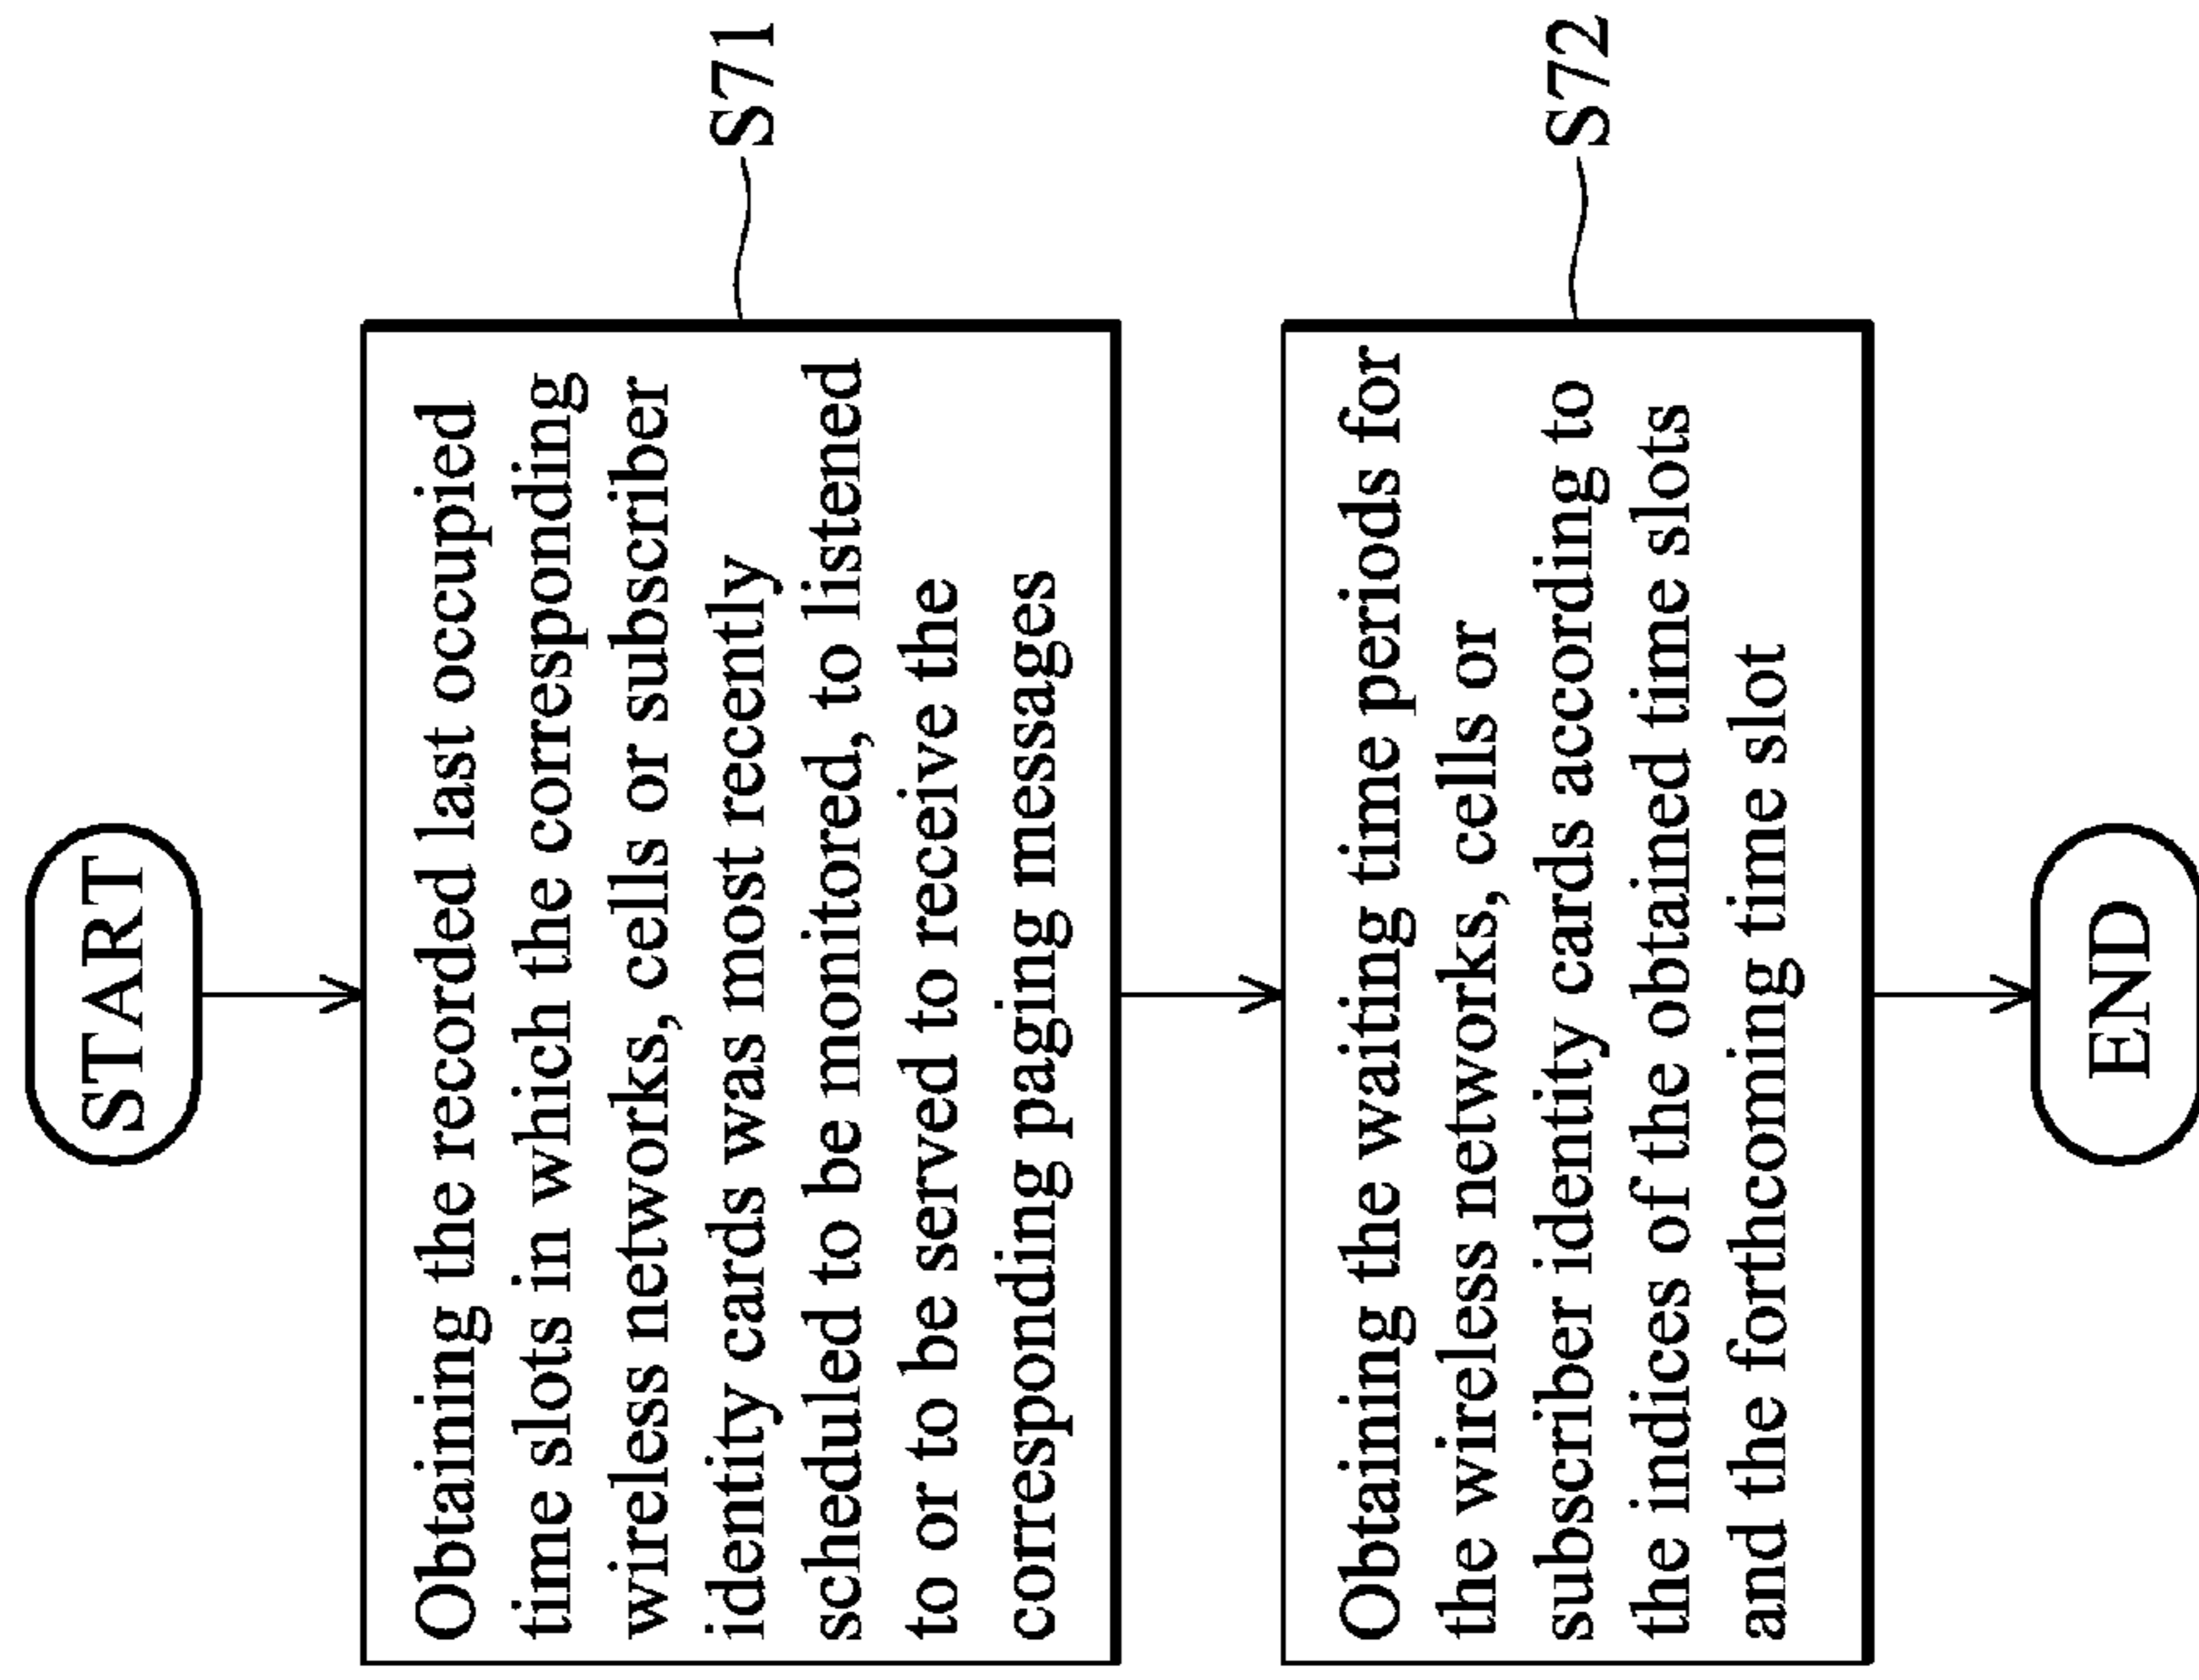 START
Obtaining the recorded last occupied
time slots in which the corresponding
wireless networks, cells or subscriber
identity cards was most recently
scheduled to be monitored, to listened
to or to be served to receive the
corresponding paging messages
S71
Obtaining the waiting time periods for
the wireless networks, cells or
subscriber identity cards according to
the indices of the obtained time slots
and the forthcoming time slot
S72
END